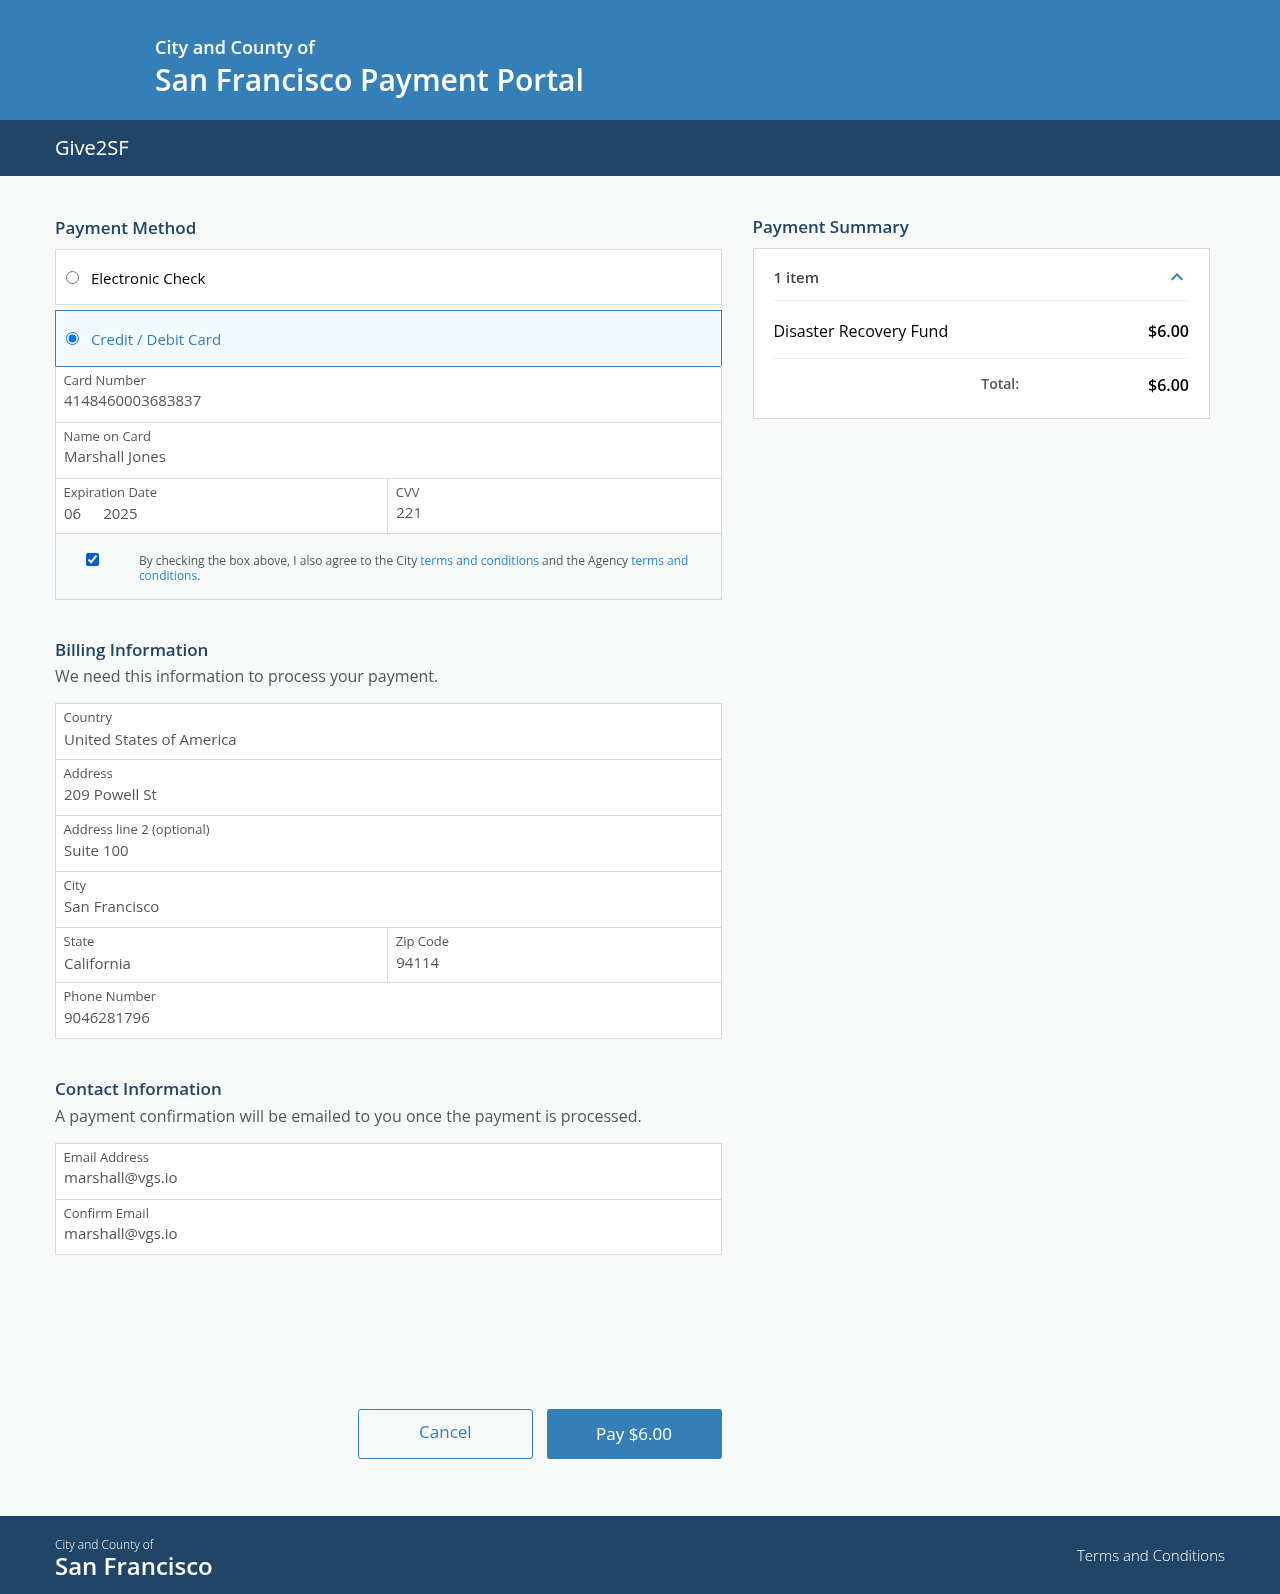 City and County of
San Francisco Payment Portal
Give2SF
Payment Method
Electronic Check
Credit / Debit Card
Card Number
4148460003683837
Name on Card
Marshall Jones
Expiration Date
06 2025
CVV
221
By checking the box above, I also agree to the City terms and conditions and the Agency terms and
conditions.
Billing Information
We need this information to process your payment.
Country
United States of America
Address
209 Powell St
Address line 2 (optional)
Suite 100
City
San Francisco
State
California
Zip Code
94114
Phone Number
9046281796
Contact Information
A payment confirmation will be emailed to you once the payment is processed.
Email Address
marshall@vgs.io
Confirm Email
marshall@vgs.io
Cancel
Pay $6.00
Payment Summary
1 item
Disaster Recovery Fund $6.00
Total: $6.00
City and County of
San Francisco
Terms and Conditions